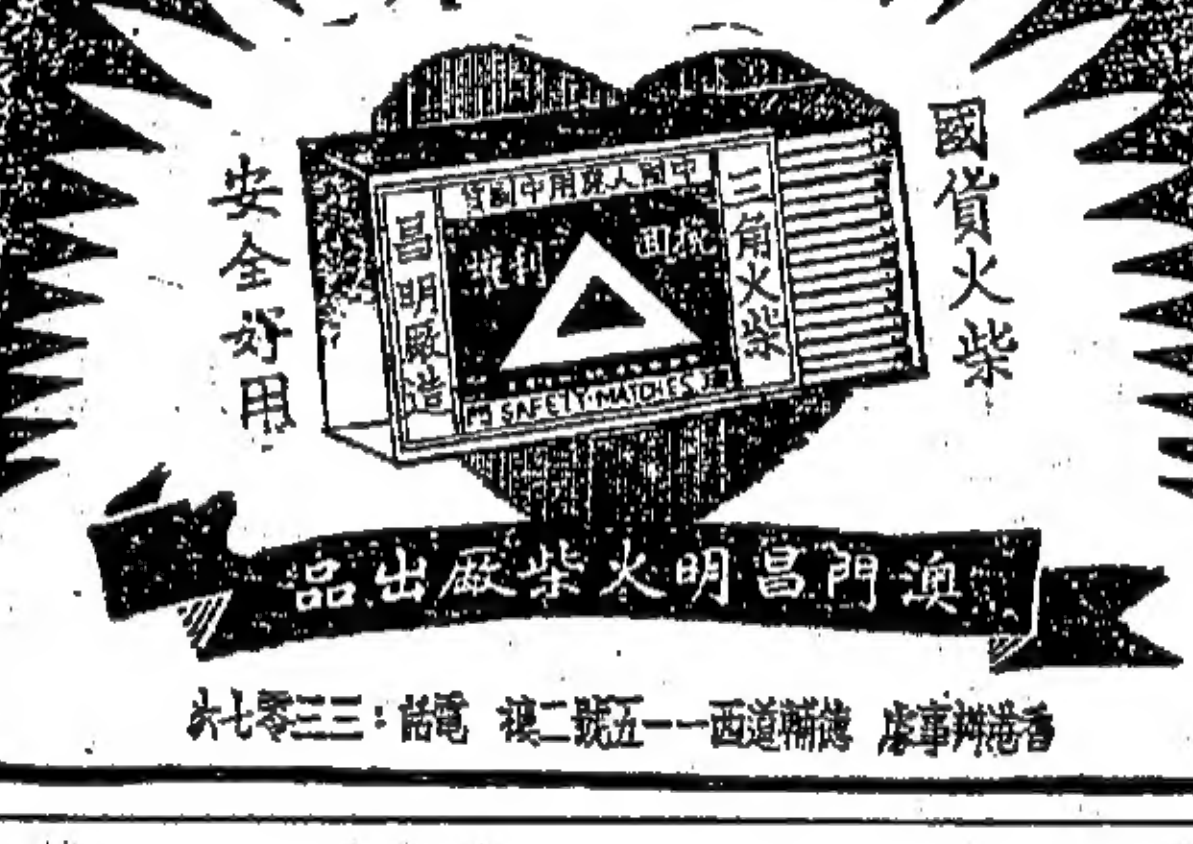 國貨火柴
安全好用
中國人應用中國貨
挽回
權利
三角火柴
昌明廠造
SAFETY MATCHES
澳門昌明火柴廠出品
香港辦事處 德輔道西一一五號二樓 電話：三三零七六